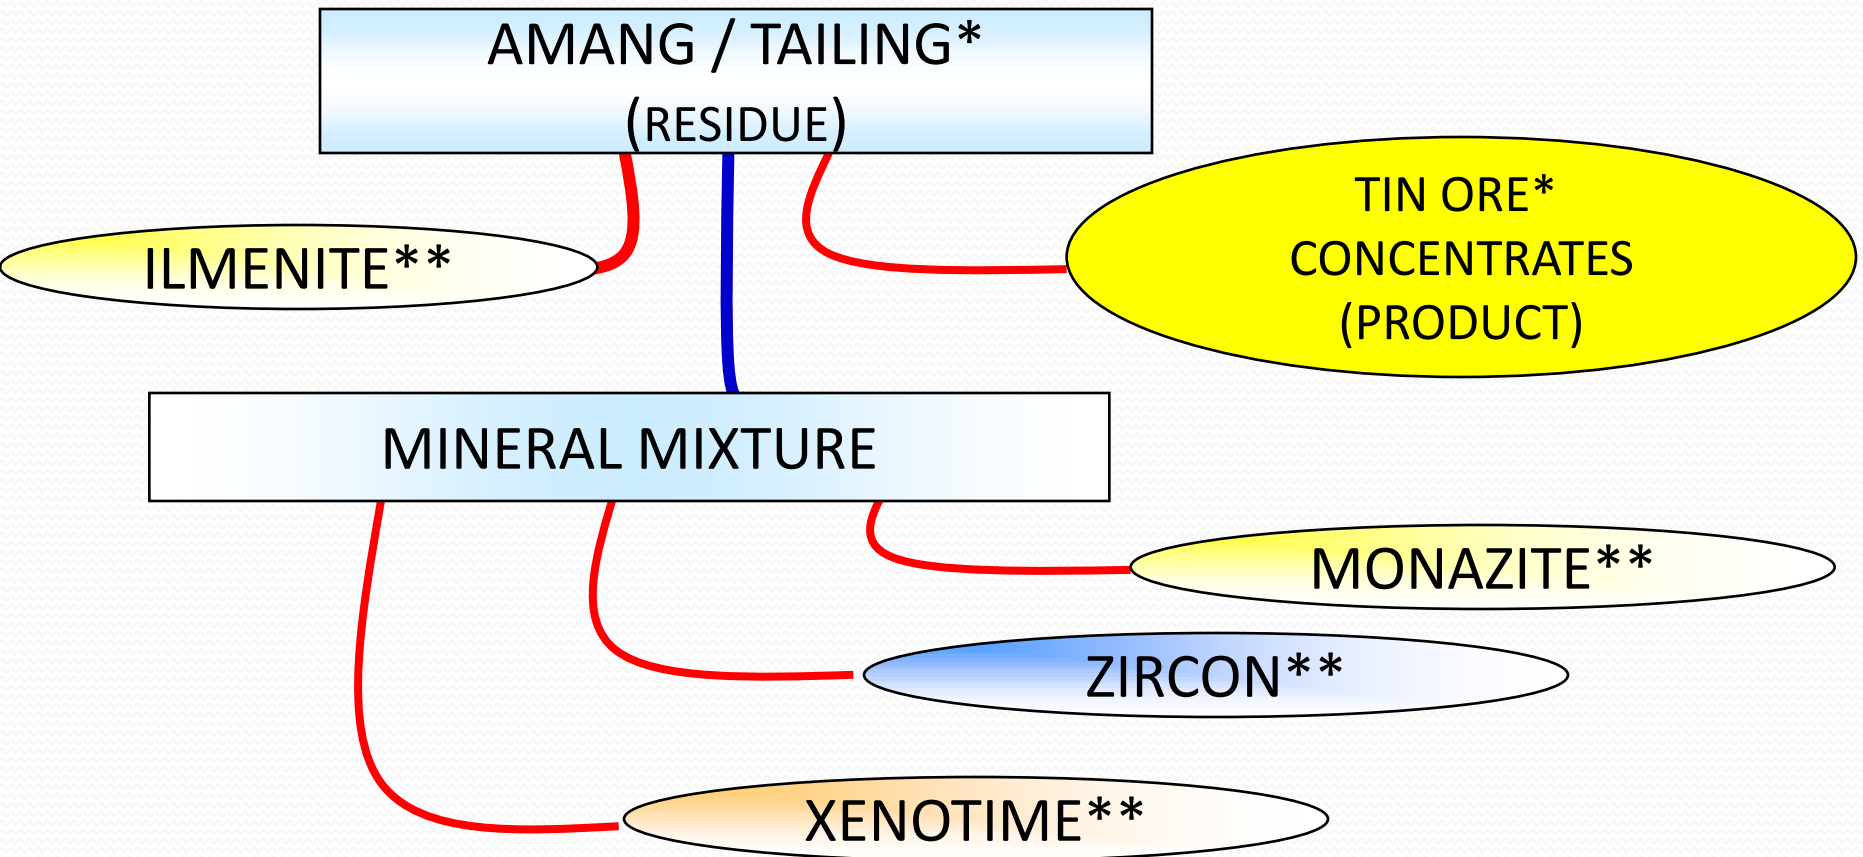 AMANG / TAILING*
(RESIDUE)
TIN ORE*
CONCENTRATES
(PRODUCT)
ILMENITE**
MINERAL MIXTURE
MONAZITE**
ZIRCON**
XENOTIME**